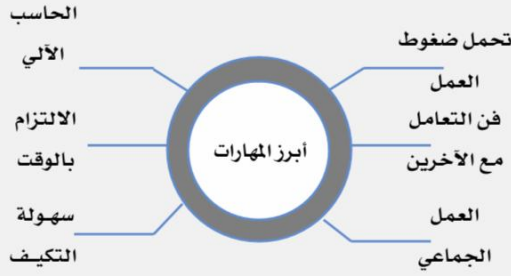 تحمل ضغوط
العمل
فن التعامل
مع الآخرين
العمل
الجماعي
أبرز المهارات
الحاسب
الآلي
الالتزام
بالوقت
سهولة
التكيف